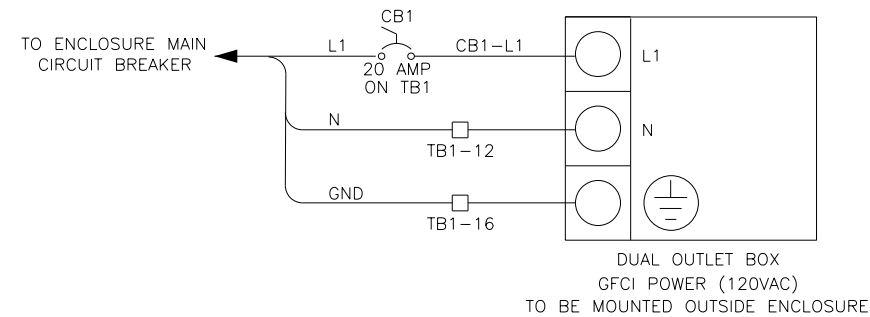 CB1
TO ENCLOSURE MAIN
CIRCUIT BREAKER
L1
CB1-L1
L1
20 AMP
ON TB1
N
N
TB1-12
GND
TB1-16
DUAL OUTLET BOX
GFCI POWER (120VAC)
TO BE MOUNTED OUTSIDE ENCLOSURE